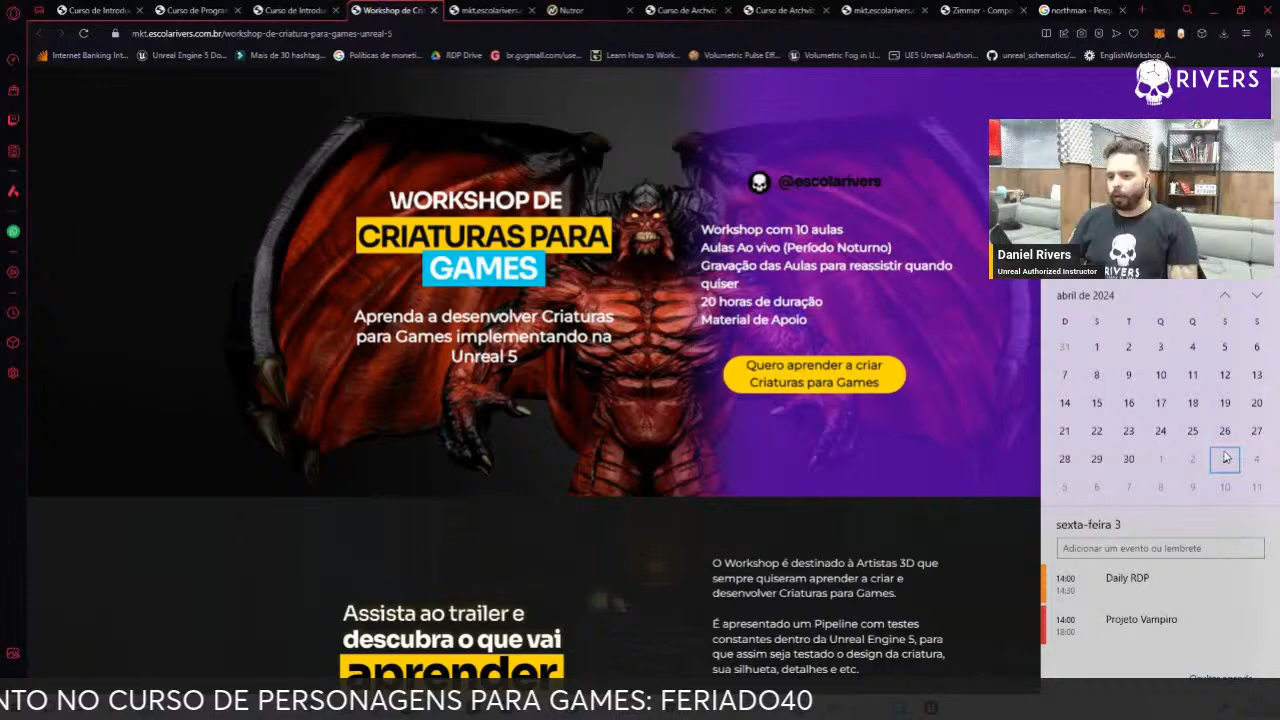 Curso de Introdu
Curso de Program
Curso de Introdu
Workshop de Cri
mkt.escolarivers.c
Nutror
Curso de Archviz
Curso de Archviz
mkt.escolarivers.
Zimmer - Compo
northman - Pesqu
mkt.escolarivers.com.br/workshop-de-criatura-para-games-unreal-5
Internet Banking Int...
Unreal Engine 5 Do...
Mais de 30 hashtag...
Políticas de moneti...
RDP Drive
br.gvgmall.com/use...
Learn How to Work...
Volumetric Pulse Eff...
Volumetric Fog in U...
UE5 Unreal Authori...
unreal_schematics/...
EnglishWorkshop_A...
RIVERS
WORKSHOP DE
CRIATURAS PARA
GAMES
Aprenda a desenvolver Criaturas
para Games implementando na
Unreal 5
@escolarivers
Workshop com 10 aulas
Aulas Ao vivo (Período Noturno)
Gravação das Aulas para reassistir quando
quiser
20 horas de duração
Material de Apoio
Quero aprender a criar
Criaturas para Games
RIVERS
Daniel Rivers
Unreal Authorized Instructor
abril de 2024
D S T Q Q S S
31 1 2 3 4 5 6
7 8 9 10 11 12 13
14 15 16 17 18 19 20
21 22 23 24 25 26 27
28 29 30 1 2 4
5 6 7 8 9 10 11
sexta-feira 3
Adicionar um evento ou lembrete
14:00 Daily RDP
14:30
14:00 Projeto Vampiro
18:00
Assista ao trailer e
descubra o que vai
aprender
O Workshop é destinado à Artistas 3D que
sempre quiseram aprender a criar e
desenvolver Criaturas para Games.
É apresentado um Pipeline com testes
constantes dentro da Unreal Engine 5, para
que assim seja testado o design da criatura,
sua silhueta, detalhes e etc.
NTO NO CURSO DE PERSONAGENS PARA GAMES: FERIADO40